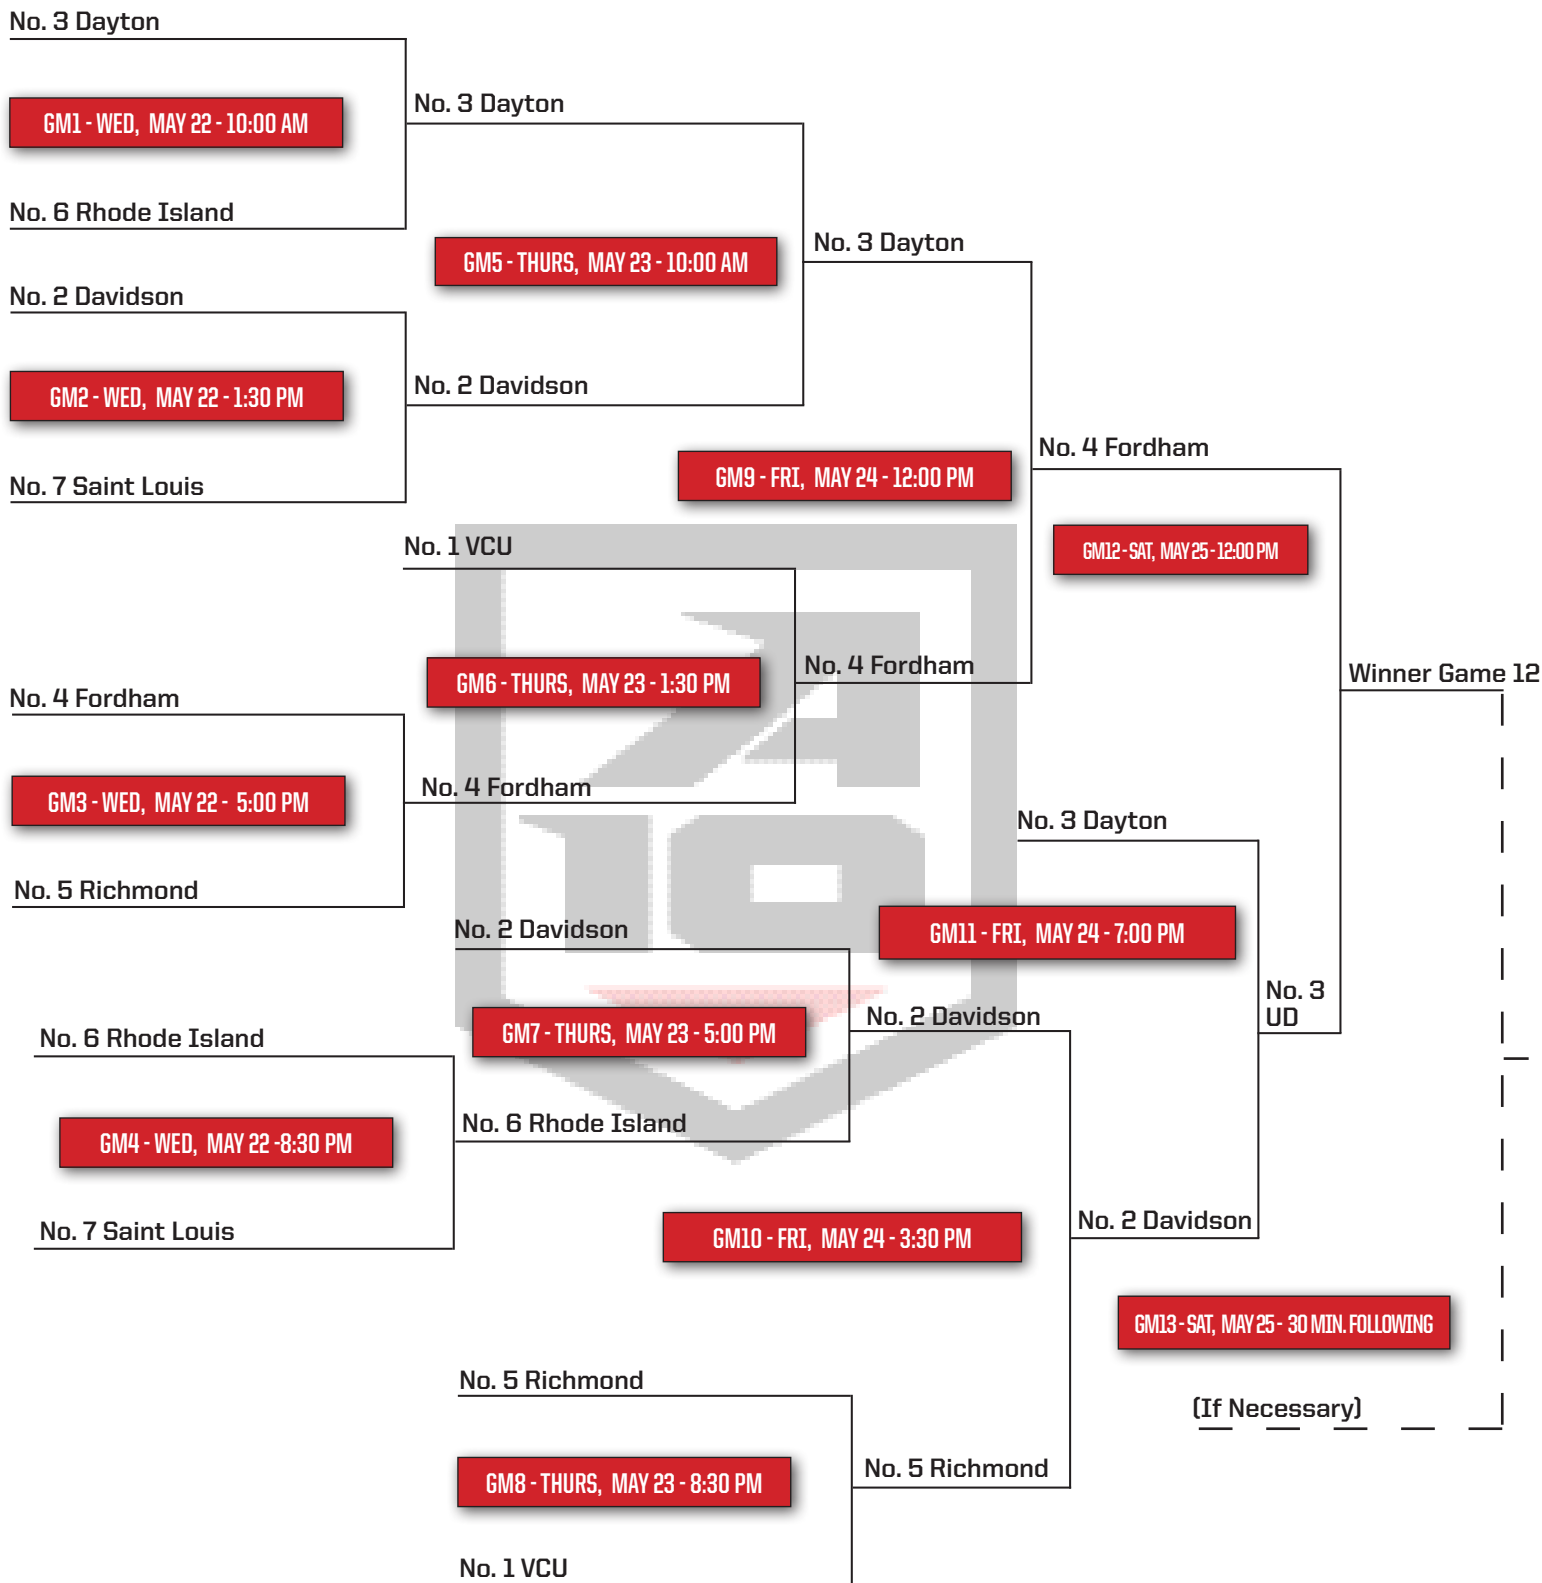 No. 3 Dayton
GM1 - WED, MAY 22 - 10:00 AM
No. 3 Dayton
No. 6 Rhode Island
GM5 - THURS, MAY 23 - 10:00 AM
No. 3 Dayton
No. 2 Davidson
GM2 - WED, MAY 22 - 1:30 PM
No. 2 Davidson
No. 7 Saint Louis
GM9 - FRI, MAY 24 - 12:00 PM
No. 4 Fordham
No. 1 VCU
GM12 - SAT, MAY 25 - 12:00 PM
GM6 - THURS, MAY 23 - 1:30 PM
No. 4 Fordham
Winner Game 12
No. 4 Fordham
GM3 - WED, MAY 22 - 5:00 PM
No. 4 Fordham
No. 5 Richmond
No. 3 Dayton
No. 2 Davidson
GM11 - FRI, MAY 24 - 7:00 PM
A10
No. 3
UD
GM7 - THURS, MAY 23 - 5:00 PM
No. 2 Davidson
No. 6 Rhode Island
GM4 - WED, MAY 22 -8:30 PM
No. 6 Rhode Island
No. 7 Saint Louis
GM10 - FRI, MAY 24 - 3:30 PM
No. 2 Davidson
GM13 - SAT, MAY 25 - 30 MIN. FOLLOWING
(If Necessary)
No. 5 Richmond
GM8 - THURS, MAY 23 - 8:30 PM
No. 5 Richmond
No. 1 VCU